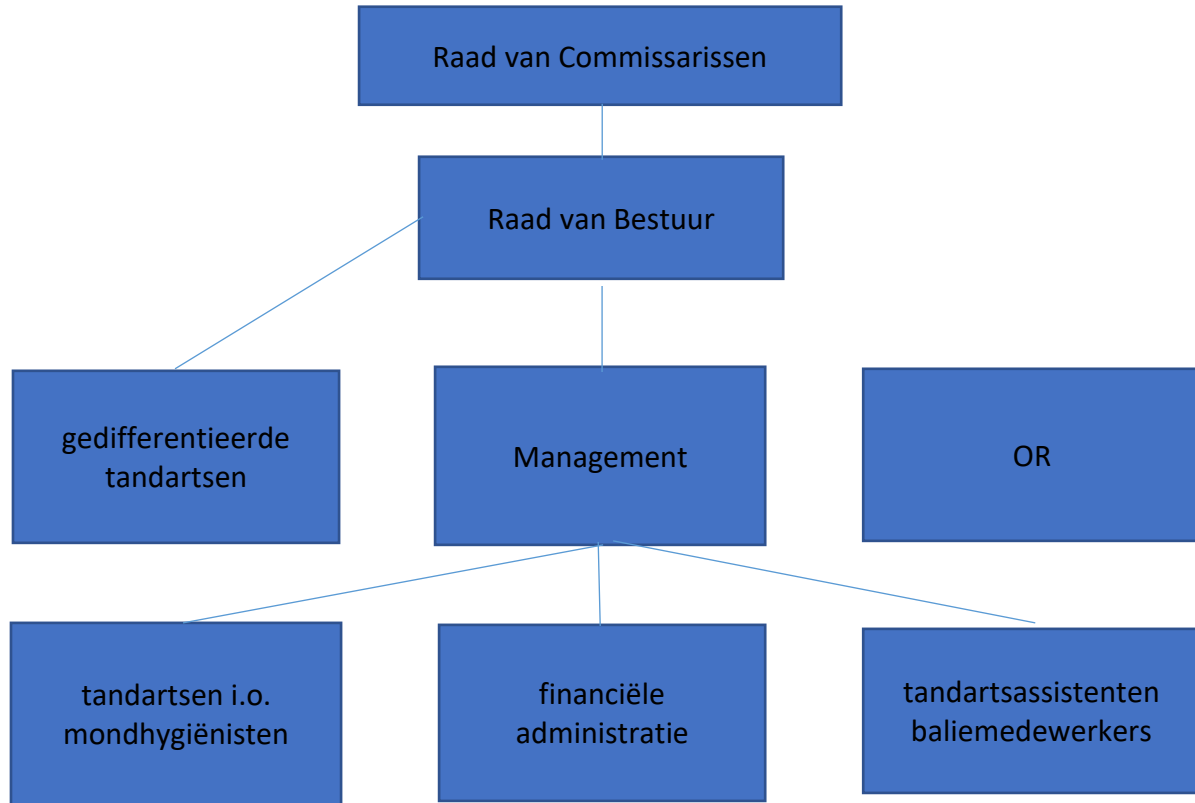 Raad van Commissarissen
Raad van Bestuur
gedifferentieerde
tandartsen
Management
OR
tandartsen i.o.
mondhygiënisten
financiële
administratie
tandartsassistenten
baliemedewerkers